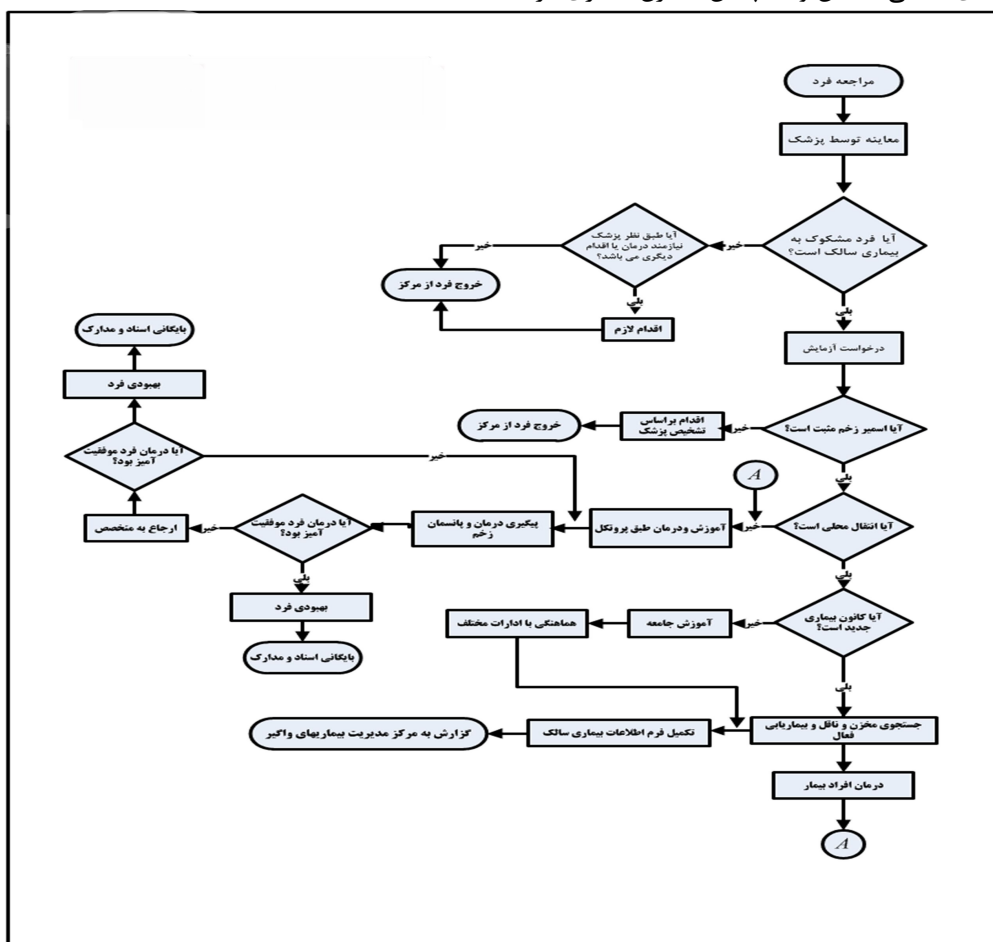 مراجعه فرد
معاینه توسط پزشک
آیا فرد مشکوک به
بیماری سالک است؟
خیر
آیا طبق نظر پزشک
نیازمند درمان یا اقدام
دیگری می باشد؟
خیر
خروج فرد از مرکز
بلی
اقدام لازم
بلی
درخواست آزمایش
آیا اسمیر زخم مثبت است؟
خیر
اقدام براساس
تشخیص پزشک
خروج فرد از مرکز
بلی
A
آیا انتقال محلی است؟
خیر
آموزش ودرمان طبق پروتکل
پیگیری درمان و پانسمان
زخم
آیا درمان فرد موفقیت
آمیز بود؟
خیر
ارجاع به متخصص
آیا درمان فرد موفقیت
آمیز بود؟
خیر
بهبودی فرد
بایگانی اسناد و مدارک
بلی
بهبودی فرد
بایگانی اسناد و مدارک
بلی
آیا کانون بیماری
جدید است؟
خیر
آموزش جامعه
هماهنگی با ادارات مختلف
بلی
جستجوی مخزن و ناقل و بیماریابی
فعال
تکمیل فرم اطلاعات بیماری سالک
گزارش به مرکز مدیریت بیماریهای واگیر
درمان افراد بیمار
A